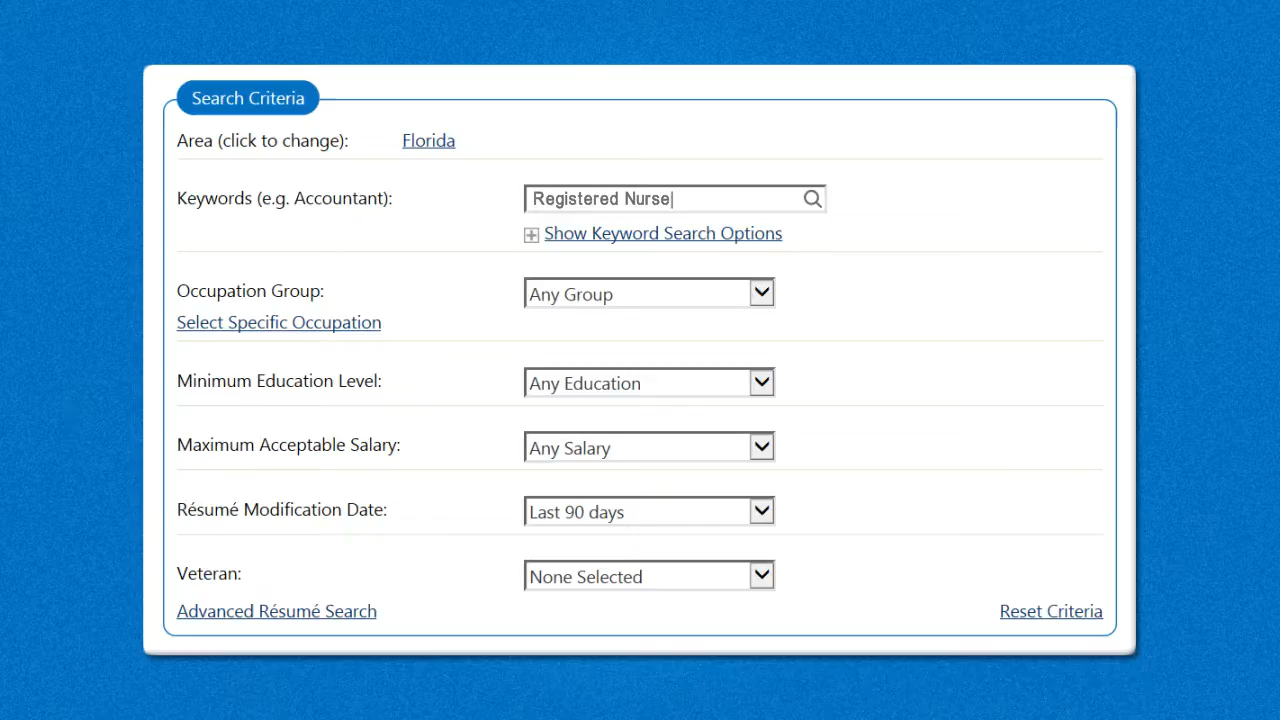 Search Criteria
Area (click to change): Florida
Keywords (e.g. Accountant): Registered Nurse
Show Keyword Search Options
Occupation Group: Any Group
Select Specific Occupation
Minimum Education Level: Any Education
Maximum Acceptable Salary: Any Salary
Résumé Modification Date: Last 90 days
Veteran: None Selected
Advanced Résumé Search Reset Criteria